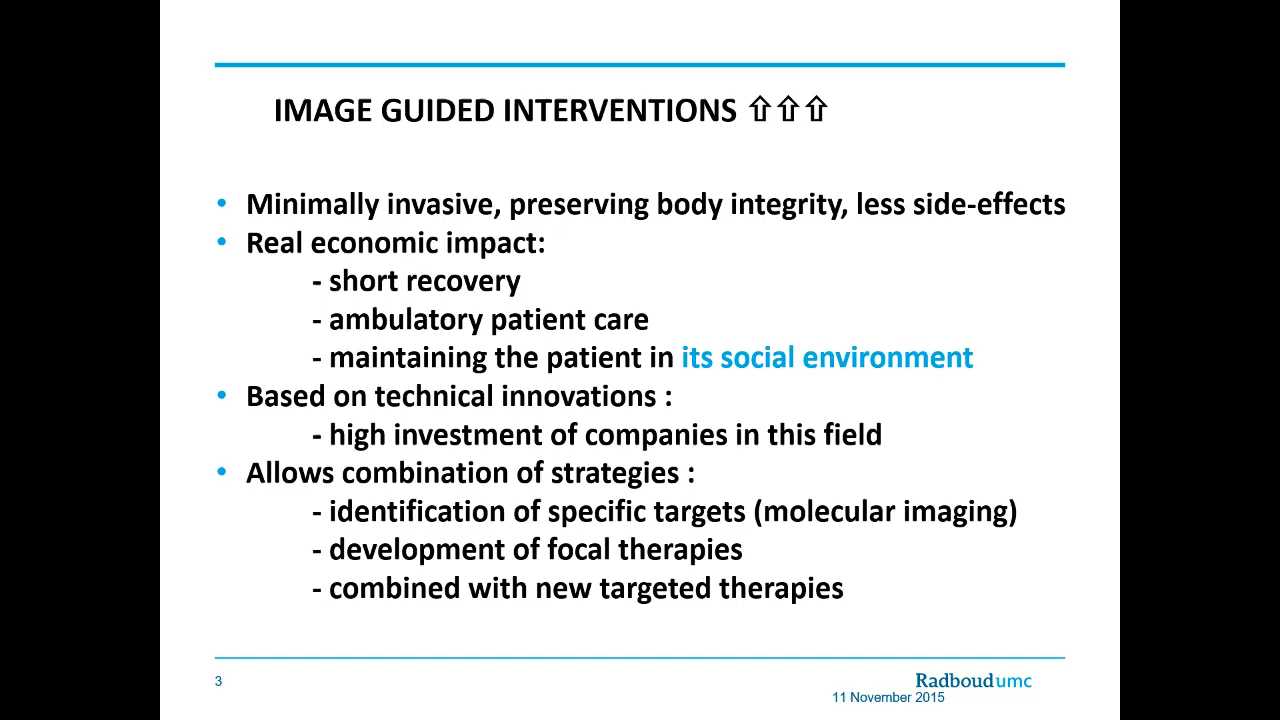 IMAGE GUIDED INTERVENTIONS ⇧⇧⇧
• Minimally invasive, preserving body integrity, less side-effects
• Real economic impact:
- short recovery
- ambulatory patient care
- maintaining the patient in its social environment
• Based on technical innovations :
- high investment of companies in this field
• Allows combination of strategies :
- identification of specific targets (molecular imaging)
- development of focal therapies
- combined with new targeted therapies
3
Radboudumc
11 November 2015